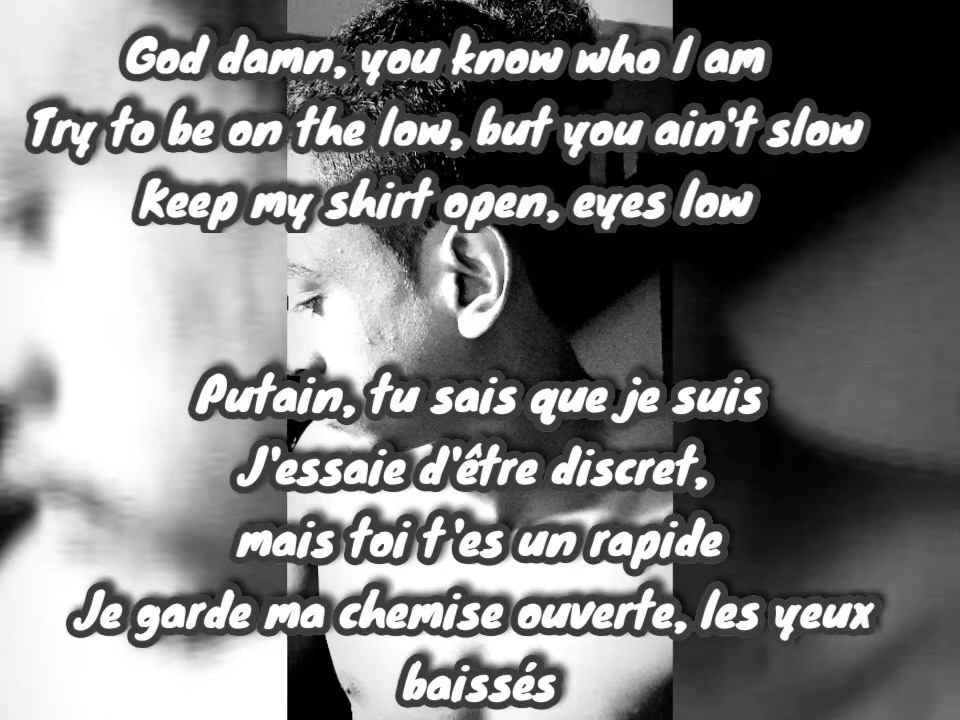 God damn, you know who I am
Try to be on the low, but you ain't slow
Keep my shirt open, eyes low
Putain, tu sais que je suis
J'essaie d'être discret,
mais toi t'es un rapide
Je garde ma chemise ouverte, les yeux
baissés